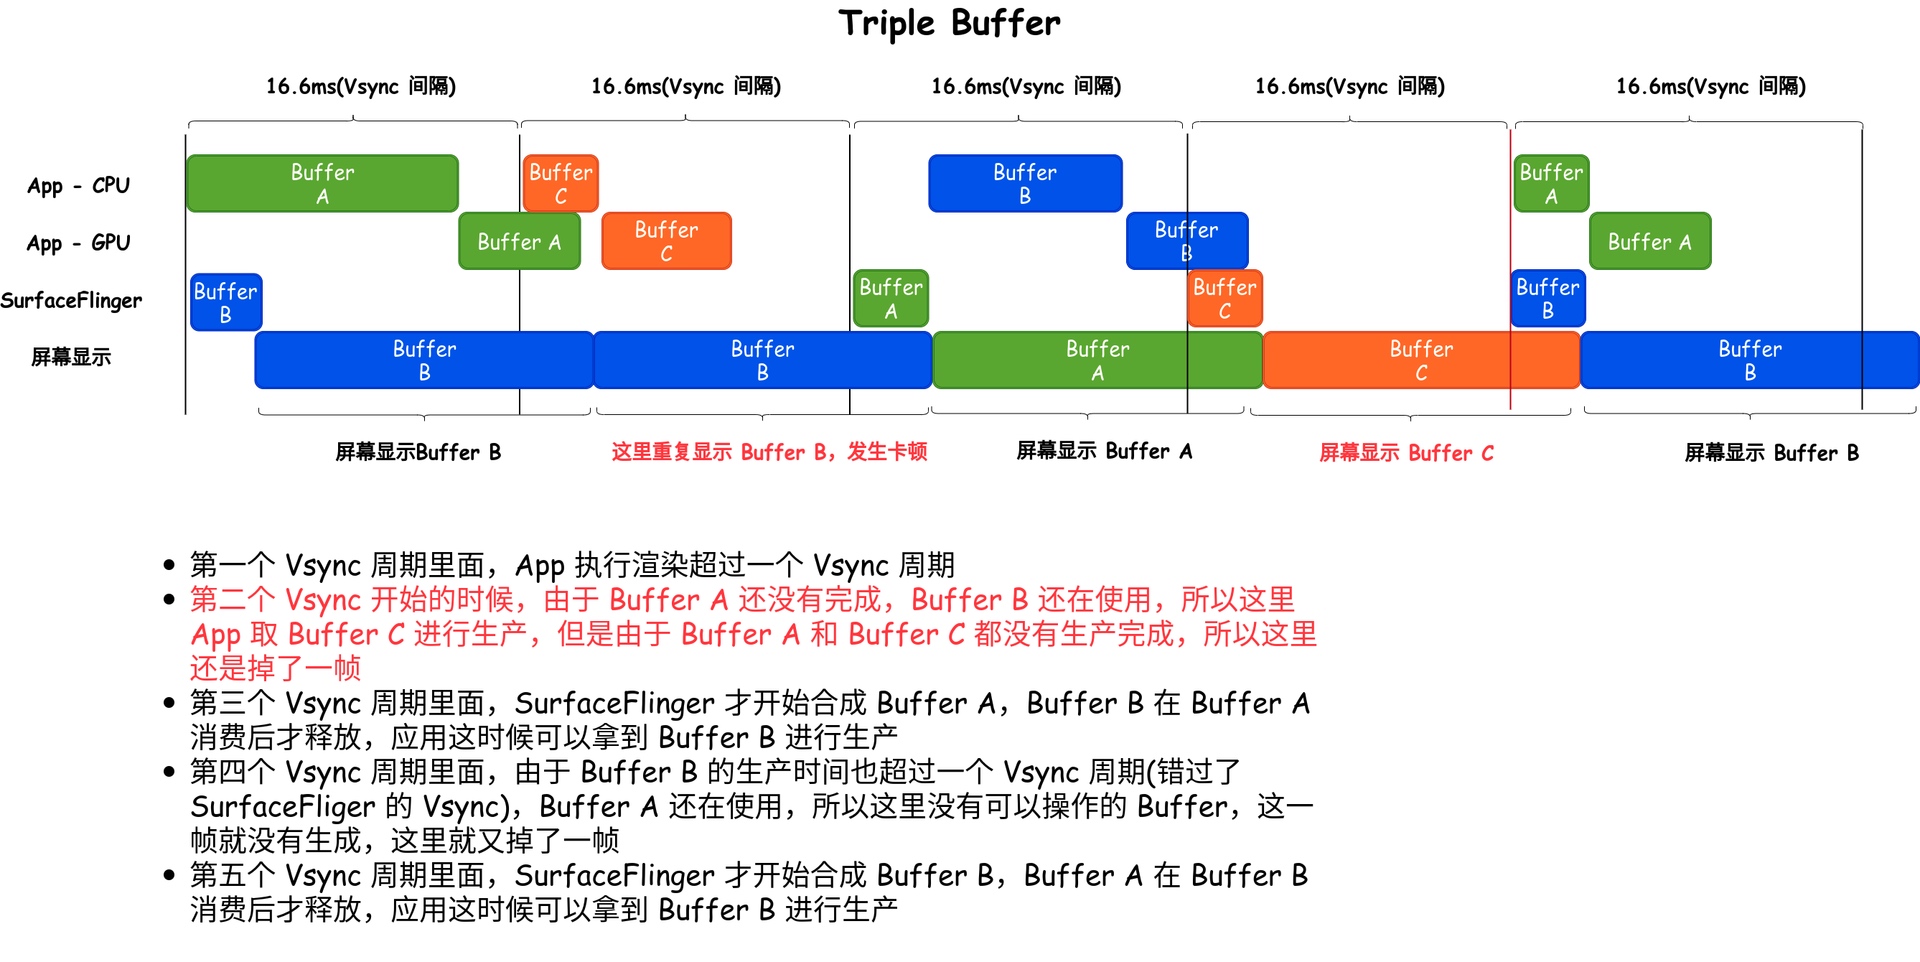 Triple Buffer
16.6ms(Vsync 间隔)
16.6ms(Vsync 间隔)
16.6ms(Vsync 间隔)
16.6ms(Vsync 间隔)
16.6ms(Vsync 间隔)
App - CPU
Buffer
A
Buffer
C
Buffer
B
Buffer
A
App - GPU
Buffer A
Buffer
C
Buffer
B
Buffer A
SurfaceFlinger
Buffer
B
Buffer
A
Buffer
C
Buffer
B
屏幕显示
Buffer
B
Buffer
B
Buffer
A
Buffer
C
Buffer
B
屏幕显示Buffer B
这里重复显示 Buffer B，发生卡顿
屏幕显示 Buffer A
屏幕显示 Buffer C
屏幕显示 Buffer B
• 第一个 Vsync 周期里面，App 执行渲染超过一个 Vsync 周期
• 第二个 Vsync 开始的时候，由于 Buffer A 还没有完成，Buffer B 还在使用，所以这里
App 取 Buffer C 进行生产，但是由于 Buffer A 和 Buffer C 都没有生产完成，所以这里
还是掉了一帧
• 第三个 Vsync 周期里面，SurfaceFlinger 才开始合成 Buffer A，Buffer B 在 Buffer A
消费后才释放，应用这时候可以拿到 Buffer B 进行生产
• 第四个 Vsync 周期里面，由于 Buffer B 的生产时间也超过一个 Vsync 周期(错过了
SurfaceFliger 的 Vsync)，Buffer A 还在使用，所以这里没有可以操作的 Buffer，这一
帧就没有生成，这里就又掉了一帧
• 第五个 Vsync 周期里面，SurfaceFlinger 才开始合成 Buffer B，Buffer A 在 Buffer B
消费后才释放，应用这时候可以拿到 Buffer B 进行生产